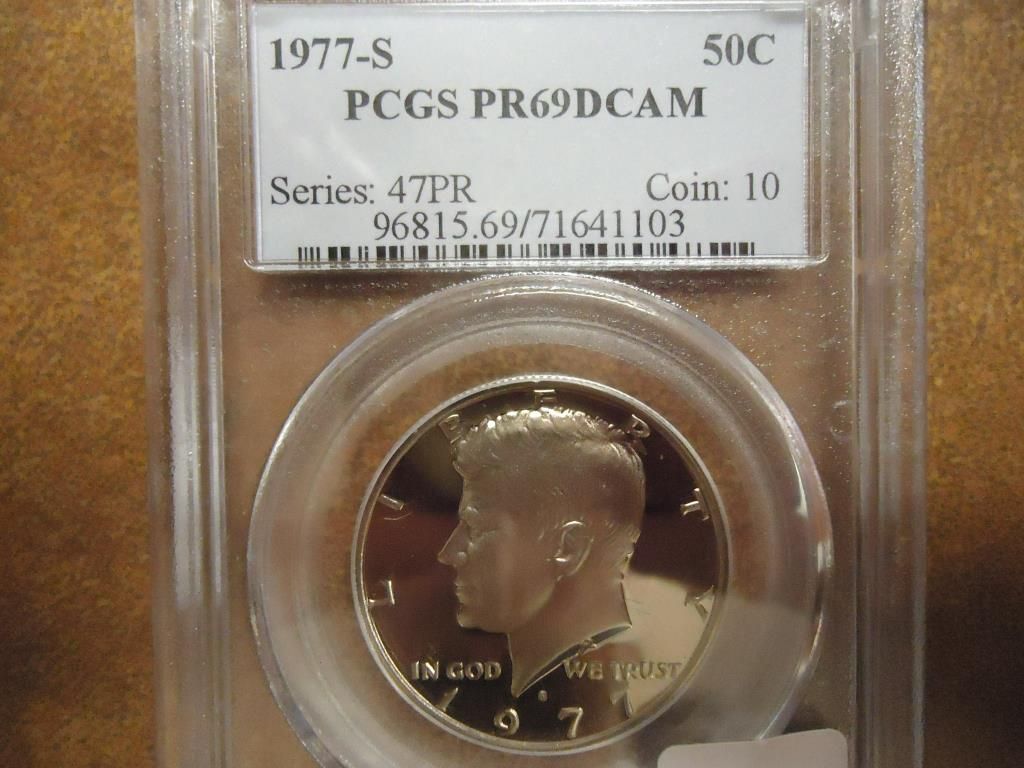 1977-S 50C
PCGS PR69DCAM
Series: 47PR Coin: 10
96815.69/71641103
LIBERTY
IN GOD WE TRUST
S
1977